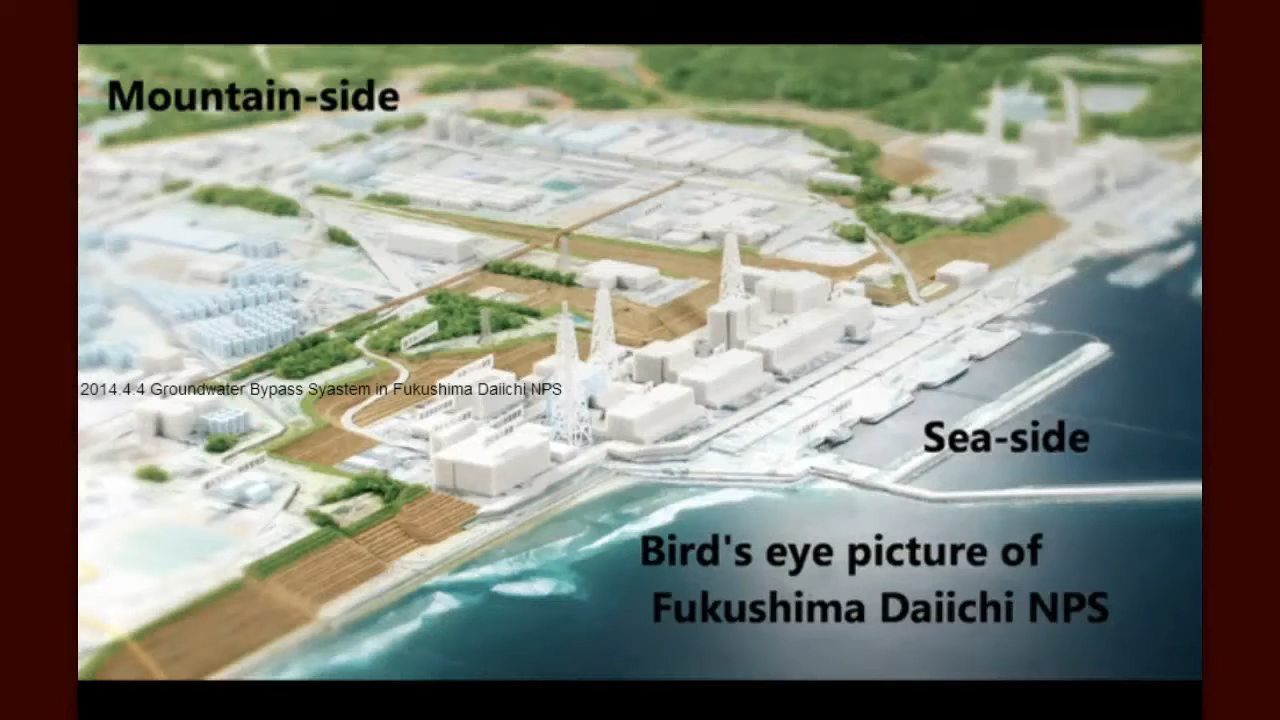 Mountain-side
2014.4.4 Groundwater Bypass Syastem in Fukushima Daiichi NPS
Sea-side
Bird's eye picture of
Fukushima Daiichi NPS